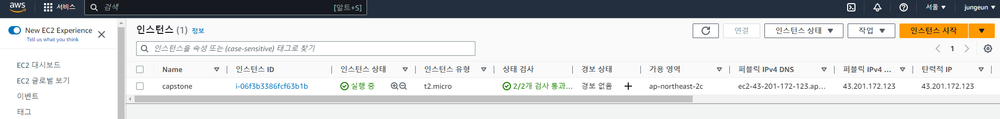 aws 서비스 검색 [알트+S] 서울 ▼ jungeun ▼
New EC2 Experience
Tell us what you think
EC2 대시보드
EC2 글로벌 보기
이벤트
태그
인스턴스 (1) 정보 연결 인스턴스 상태 ▼ 작업 ▼ 인스턴스 시작 ▼
인스턴스을 속성 또는 (case-sensitive) 태그로 찾기 1
Name 인스턴스 ID 인스턴스 상태 인스턴스 유형 상태 검사 경보 상태 가용 영역 퍼블릭 IPv4 DNS 퍼블릭 IPv4 ... 탄력적 IP
capstone i-06f3b3386fcf63b1b 실행 중 t2.micro 2/2개 검사 통과... 경보 없음 + ap-northeast-2c ec2-43-201-172-123.ap... 43.201.172.123 43.201.172.123